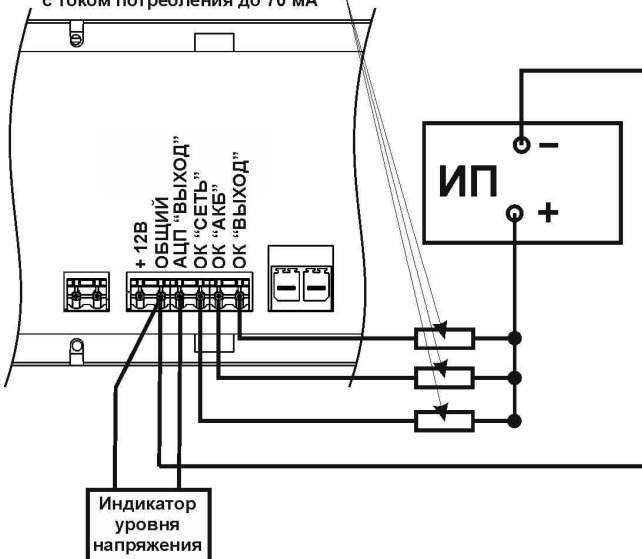 с током потребления до 70 мА
+ 12В
ОБЩИЙ
АЦП "ВЫХОД"
ОК "СЕТЬ"
ОК "АКБ"
ОК "ВЫХОД"
−
ИП
+
Индикатор
уровня
напряжения